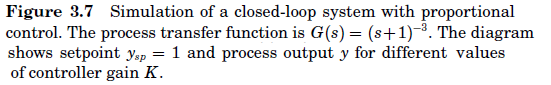 Figure 3.7 Simulation of a closed-loop system with proportional
control. The process transfer function is G(s) = (s+1)⁻³. The diagram
shows setpoint yₛₚ = 1 and process output y for different values
of controller gain K.